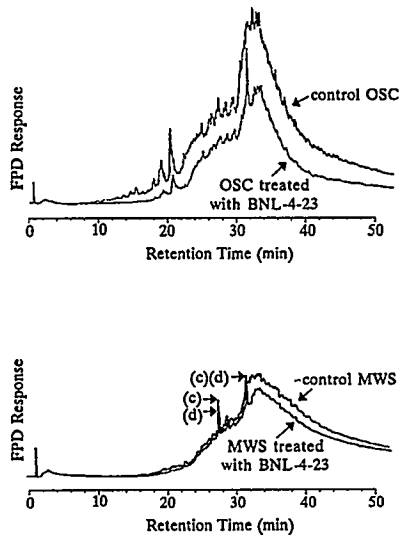 FPD Response
control OSC
OSC treated
with BNL-4-23
0 10 20 30 40 50
Retention Time (min)
FPD Response
(c)(d)
(c)
(d)
control MWS
MWS treated
with BNL-4-23
0 10 20 30 40 50
Retention Time (min)